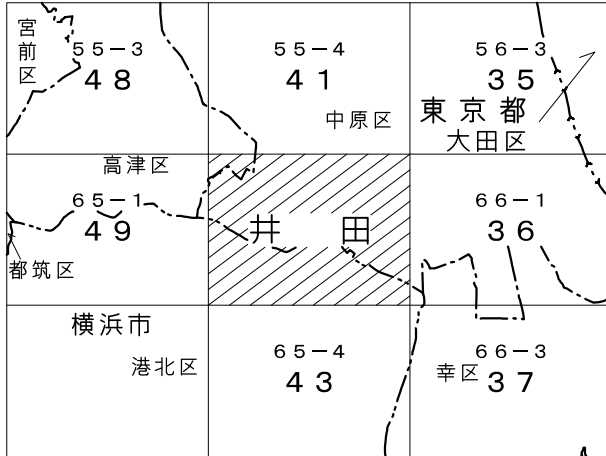 宮前区
55-3
48
55-4
41
中原区
56-3
35
東京都
大田区
高津区
65-1
49
都筑区
井田
66-1
36
横浜市
港北区
65-4
43
幸区
66-3
37